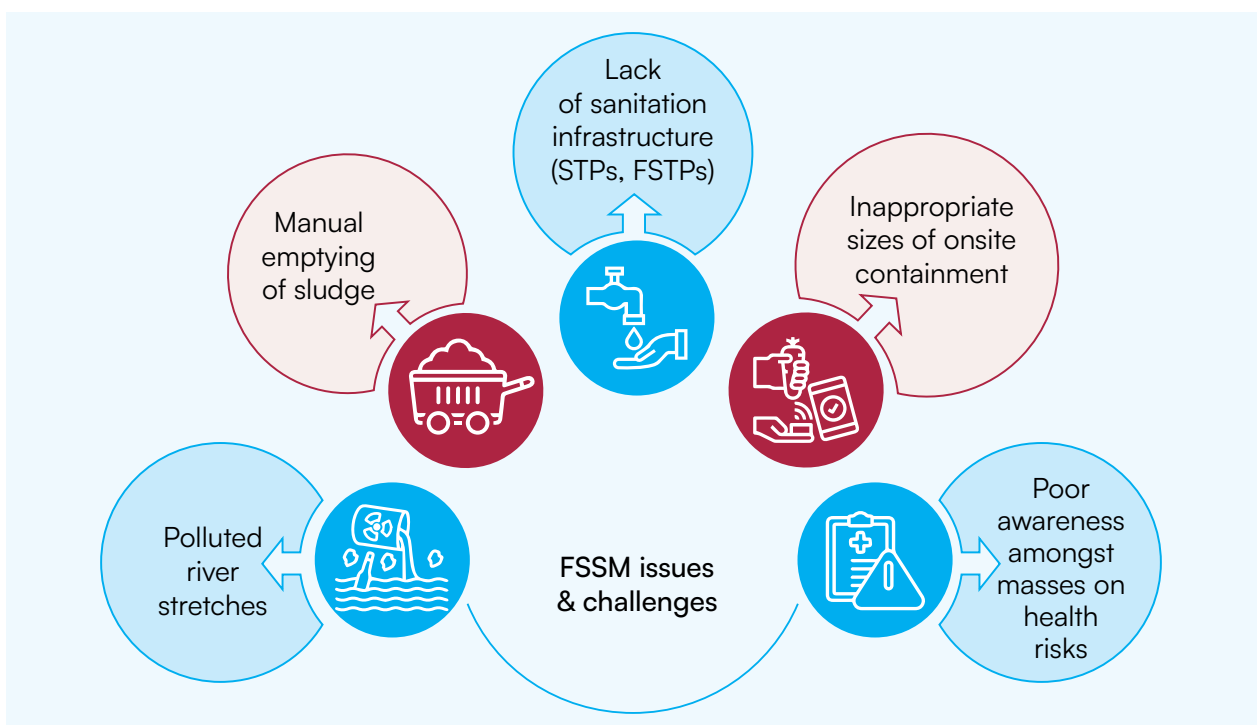 Lack
of sanitation
infrastructure
(STPs, FSTPs)
Manual
emptying
of sludge
Inappropriate
sizes of onsite
containment
Polluted
river
stretches
FSSM issues
& challenges
Poor
awareness
amongst
masses on
health
risks